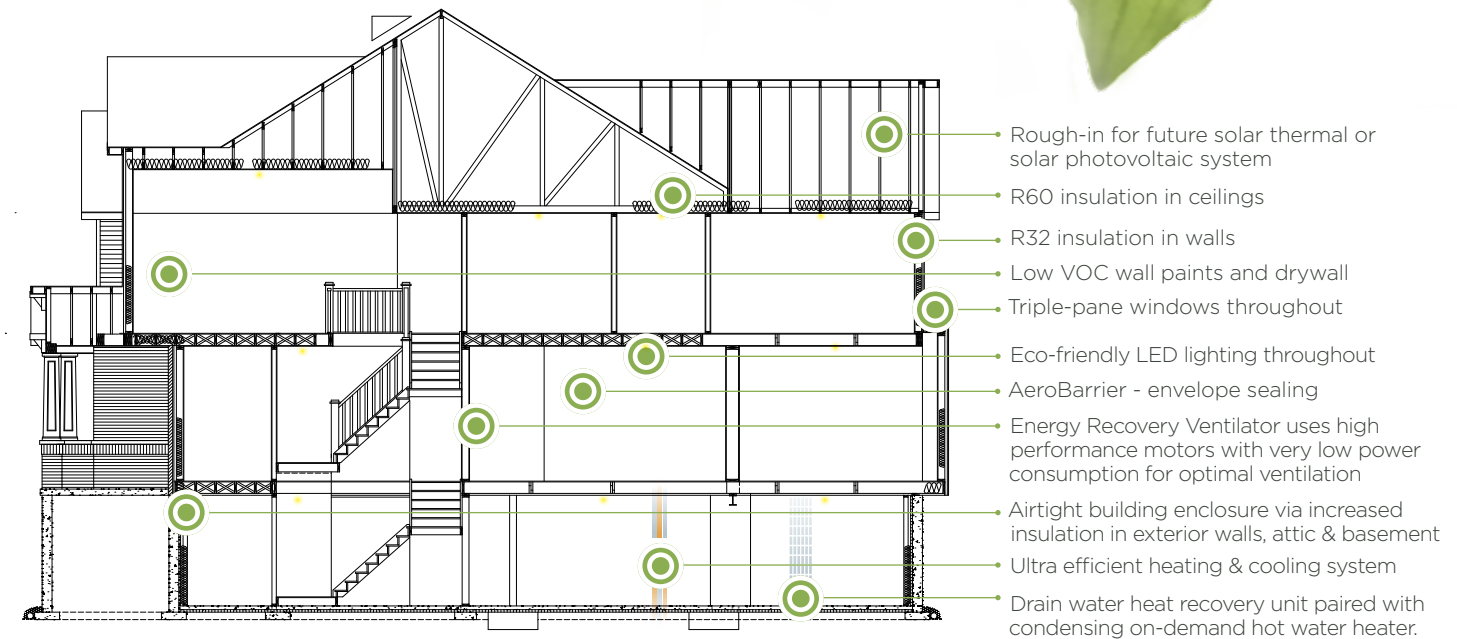 Rough-in for future solar thermal or
solar photovoltaic system
R60 insulation in ceilings
R32 insulation in walls
Low VOC wall paints and drywall
Triple-pane windows throughout
Eco-friendly LED lighting throughout
AeroBarrier - envelope sealing
Energy Recovery Ventilator uses high
performance motors with very low power
consumption for optimal ventilation
Airtight building enclosure via increased
insulation in exterior walls, attic & basement
Ultra efficient heating & cooling system
Drain water heat recovery unit paired with
condensing on-demand hot water heater.